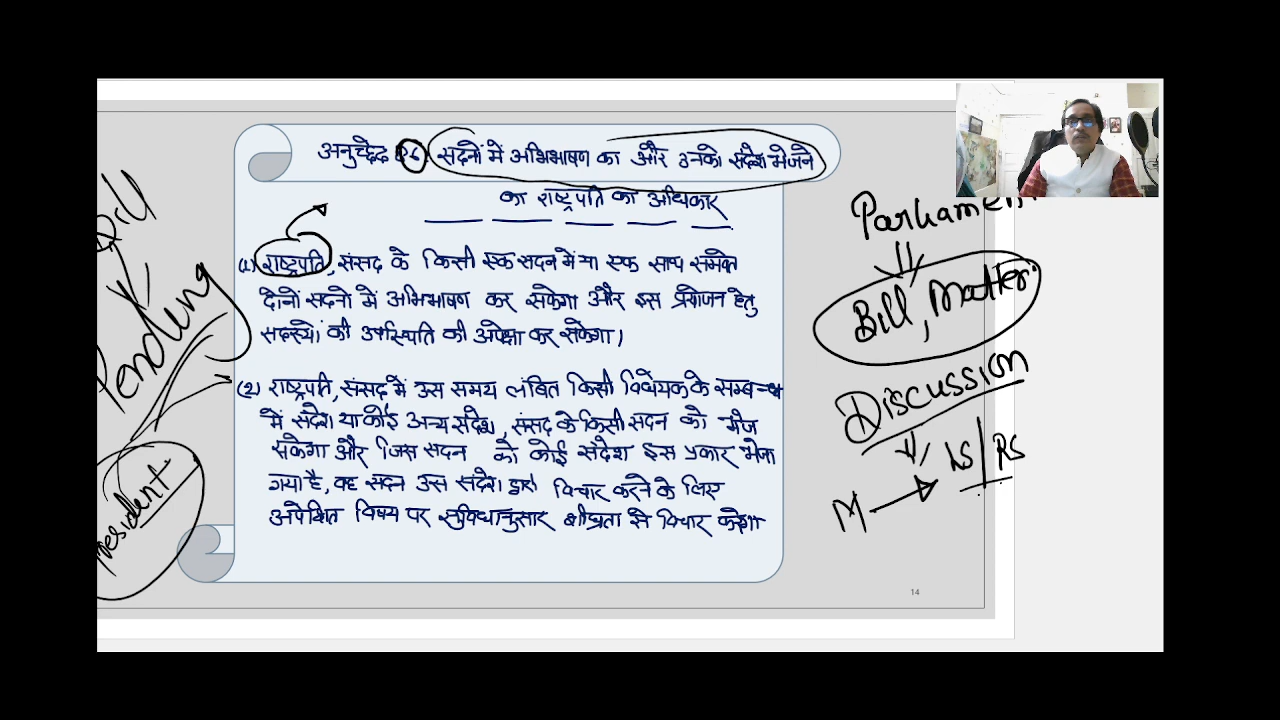 अनुच्छेद 86 सदनों में अभिभाषण का और उनको संदेश भेजने
का राष्ट्रपति का अधिकार
(1) राष्ट्रपति, संसद के किसी एक सदन में या एक साथ समवेत
दोनों सदनों में अभिभाषण कर सकेगा और इस प्रयोजन हेतु
सदस्यों की उपस्थिति की अपेक्षा कर सकेगा।
(2) राष्ट्रपति, संसद में उस समय लंबित किसी विधेयक के सम्बन्ध
में संदेश या कोई अन्य संदेश, संसद के किसी सदन को भेज
सकेगा और जिस सदन को कोई संदेश इस प्रकार भेजा
गया है, वह सदन उस संदेश द्वारा विचार करने के लिए
अपेक्षित विषय पर सुविधानुसार शीघ्रता से विचार करेगा
14
Bill
Pending
President
Parliament
Bill, Matter
Discussion
LS/RS
M